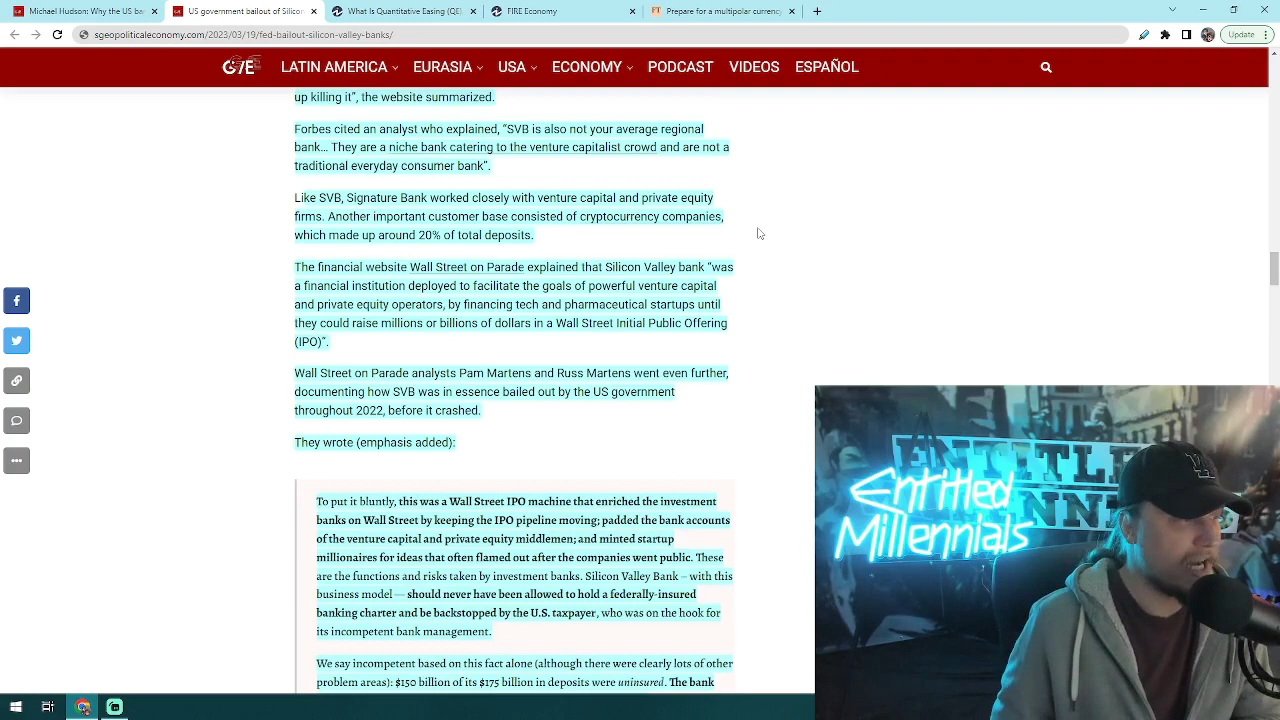 Michael Hudson: Why the US ba
US government bailout of Silicon
What Is Quantitative Easing (QE)
FIRE Economy
Prepare for a multipolar currency
sgeopoliticaleconomy.com/2023/03/19/fed-bailout-silicon-valley-banks/
Update
LATIN AMERICA EURASIA USA ECONOMY PODCAST VIDEOS ESPAÑOL
up killing it”, the website summarized.
Forbes cited an analyst who explained, “SVB is also not your average regional
bank… They are a niche bank catering to the venture capitalist crowd and are not a
traditional everyday consumer bank”.
Like SVB, Signature Bank worked closely with venture capital and private equity
firms. Another important customer base consisted of cryptocurrency companies,
which made up around 20% of total deposits.
The financial website Wall Street on Parade explained that Silicon Valley bank “was
a financial institution deployed to facilitate the goals of powerful venture capital
and private equity operators, by financing tech and pharmaceutical startups until
they could raise millions or billions of dollars in a Wall Street Initial Public Offering
(IPO)”.
Wall Street on Parade analysts Pam Martens and Russ Martens went even further,
documenting how SVB was in essence bailed out by the US government
throughout 2022, before it crashed.
They wrote (emphasis added):
To put it bluntly, this was a Wall Street IPO machine that enriched the investment
banks on Wall Street by keeping the IPO pipeline moving; padded the bank accounts
of the venture capital and private equity middlemen; and minted startup
millionaires for ideas that often flamed out after the companies went public. These
are the functions and risks taken by investment banks. Silicon Valley Bank – with this
business model — should never have been allowed to hold a federally-insured
banking charter and be backstopped by the U.S. taxpayer, who was on the hook for
its incompetent bank management.
We say incompetent based on this fact alone (although there were clearly lots of other
problem areas): $150 billion of its $175 billion in deposits were uninsured. The bank
Entitled
Millennials